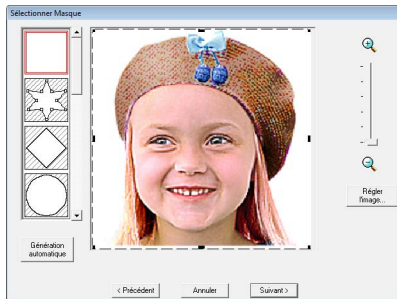 Sélectionner Masque
Régler
l'image...
Génération
automatique
< Précédent
Annuler
Suivant >